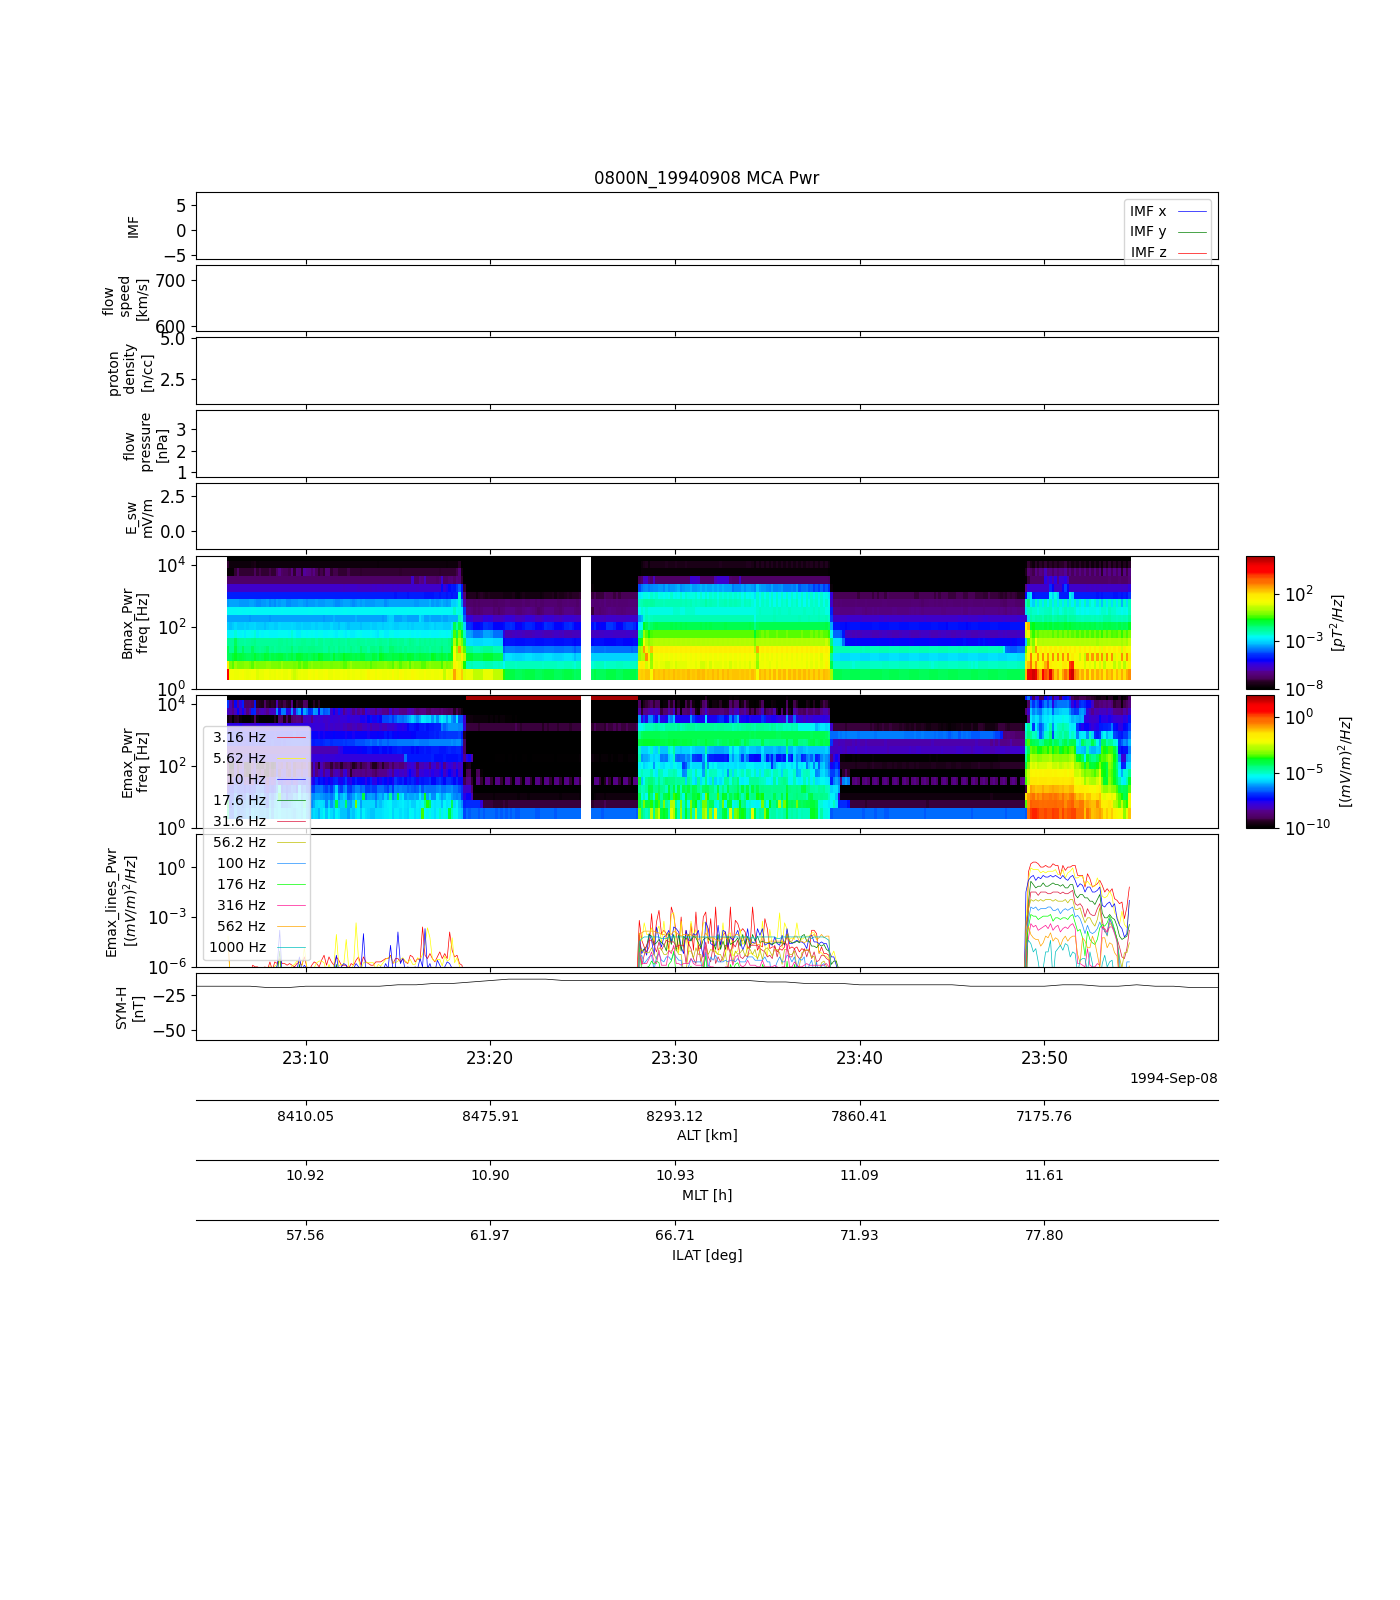 0800N_19940908 MCA Pwr
IMF
5
0
−5
IMF x
IMF y
IMF z
flow
speed
[km/s]
700
600
proton
density
[n/cc]
5.0
2.5
flow
pressure
[nPa]
3
2
1
E_sw
mV/m
2.5
0.0
Bmax_Pwr
freq [Hz]
10^4
10^2
10^0
10^2
10^−3
10^−8
[pT^2/Hz]
Emax_Pwr
freq [Hz]
10^4
10^2
10^0
10^0
10^−5
10^−10
[(mV/m)^2/Hz]
3.16 Hz
5.62 Hz
10 Hz
17.6 Hz
31.6 Hz
56.2 Hz
100 Hz
176 Hz
316 Hz
562 Hz
1000 Hz
Emax_lines_Pwr
[(mV/m)^2/Hz]
10^0
10^−3
10^−6
SYM-H
[nT]
−25
−50
23:10 23:20 23:30 23:40 23:50
1994-Sep-08
8410.05 8475.91 8293.12 7860.41 7175.76
ALT [km]
10.92 10.90 10.93 11.09 11.61
MLT [h]
57.56 61.97 66.71 71.93 77.80
ILAT [deg]